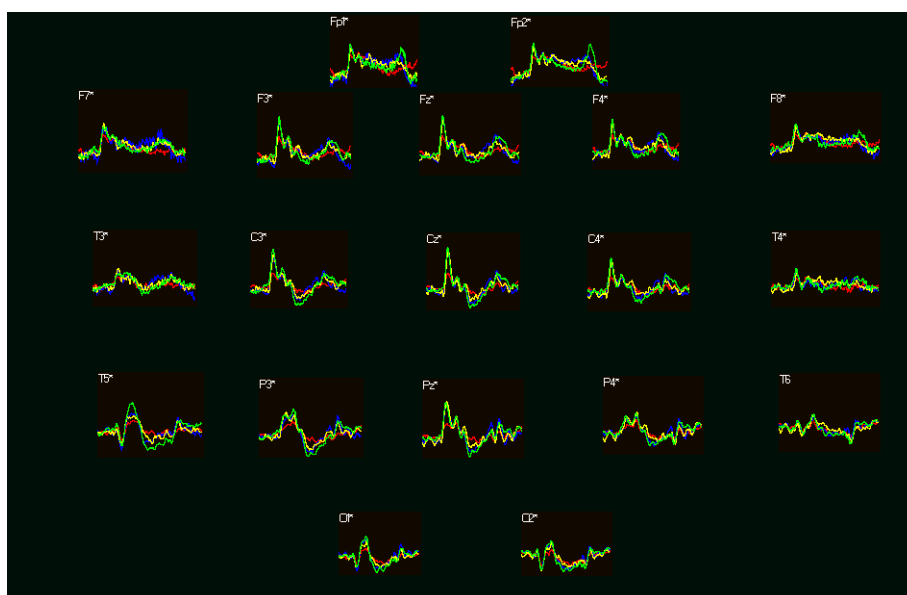 Fp1* Fp2*
F7* F3* Fz* F4* F8*
T3* C3* Cz* C4* T4*
T5* P3* Pz* P4* T6
O1* O2*